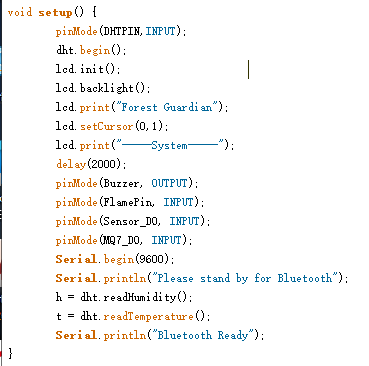 void setup() {
pinMode(DHTPIN,INPUT);
dht.begin();
lcd.init();
lcd.backlight();
lcd.print("Forest Guardian");
lcd.setCursor(0,1);
lcd.print("-----System-----");
delay(2000);
pinMode(Buzzer, OUTPUT);
pinMode(FlamePin, INPUT);
pinMode(Sensor_DO, INPUT);
pinMode(MQ7_DO, INPUT);
Serial.begin(9600);
Serial.println("Please stand by for Bluetooth");
h = dht.readHumidity();
t = dht.readTemperature();
Serial.println("Bluetooth Ready");
}